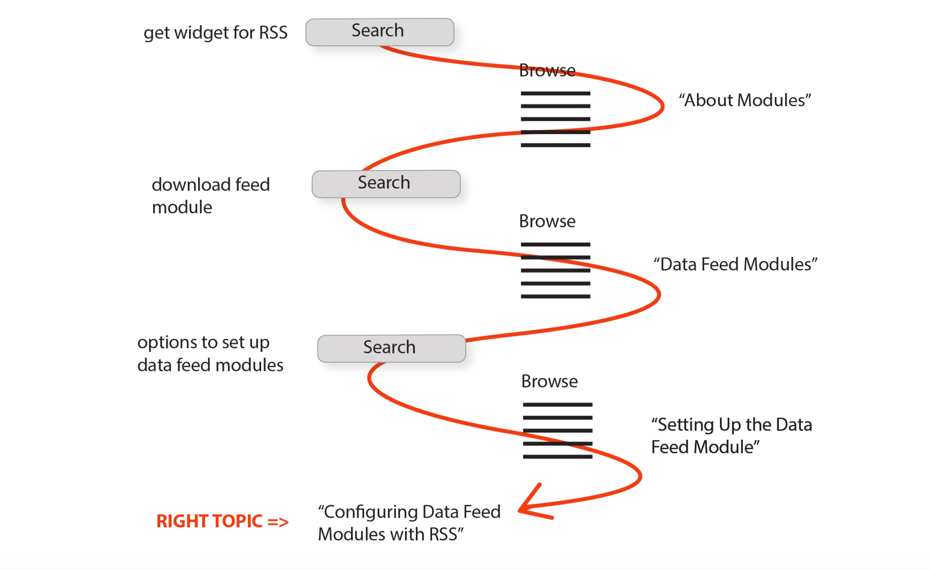 get widget for RSS
Search
Browse
“About Modules”
download feed
module
Search
Browse
“Data Feed Modules”
options to set up
data feed modules
Search
Browse
“Setting Up the Data
Feed Module”
RIGHT TOPIC =>
“Configuring Data Feed
Modules with RSS”